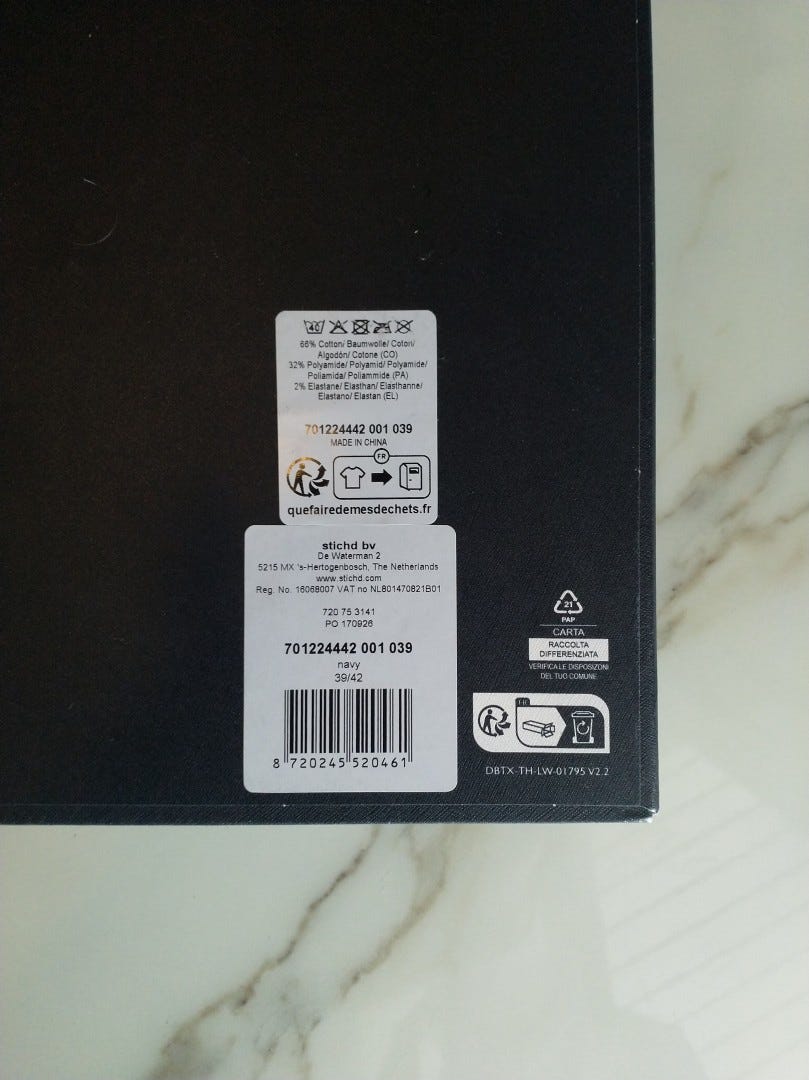 40
66% Cotton/ Baumwolle/ Coton/
Algodón/ Cotone (CO)
32% Polyamide/ Polyamid/ Polyamide/
Poliamida/ Poliammide (PA)
2% Elastane/ Elasthan/ Elasthanne/
Elastano/ Elastan (EL)
701224442 001 039
MADE IN CHINA
FR
quefairedemesdechets.fr
stichd bv
De Waterman 2
5215 MX 's-Hertogenbosch, The Netherlands
www.stichd.com
Reg. No. 16068007 VAT no NL801470821B01
720 75 3141
PO 170926
701224442 001 039
navy
39/42
8 720245 520461
21
PAP
CARTA
RACCOLTA
DIFFERENZIATA
VERIFICA LE DISPOSIZIONI
DEL TUO COMUNE
DBTX-TH-LW-01795 V2.2